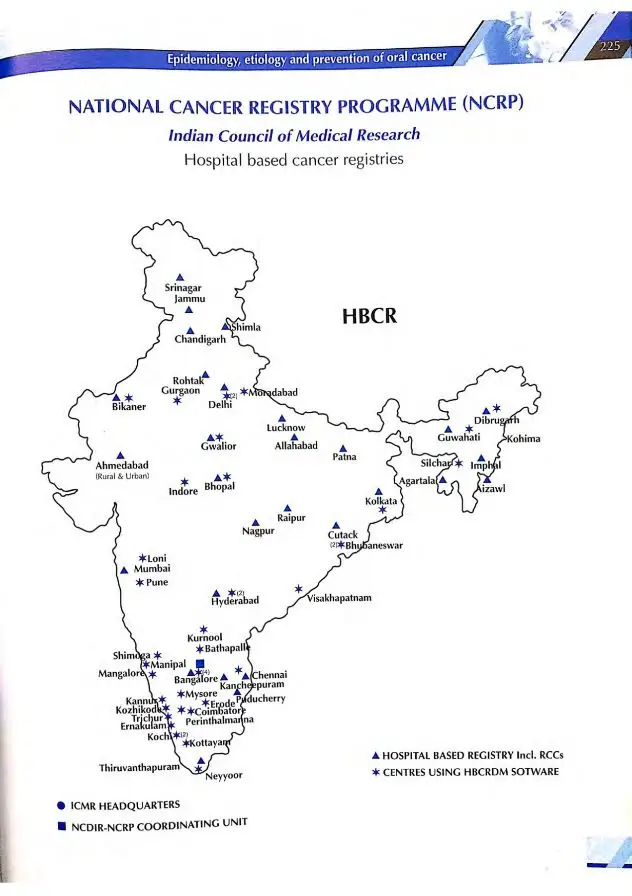 Epidemiology, etiology and prevention of oral cancer
225
NATIONAL CANCER REGISTRY PROGRAMME (NCRP)
Indian Council of Medical Research
Hospital based cancer registries
HBCR
Srinagar
Jammu
Shimla
Chandigarh
Rohtak
Gurgaon
Moradabad
(2)
Delhi
Bikaner
Lucknow
Dibrugarh
Guwahati
Kohima
Gwalior
Allahabad
Patna
Ahmedabad
(Rural & Urban)
Silchar
Imphal
Agartala
Aizawl
Indore
Bhopal
Kolkata
Raipur
Nagpur
Cutack
(2) Bhubaneswar
Loni
Mumbai
Pune
(2)
Hyderabad
Visakhapatnam
Kurnool
Bathapalle
Shimoga
Manipal
Mangalore
(4)
Bangalore
Chennai
Kancheepuram
Mysore
Puducherry
Kannur
Erode
Kozhikode
Coimbatore
Trichur
Perinthalmanna
Ernakulam
Kochi (2)
Kottayam
Thiruvanthapuram
Neyyoor
HOSPITAL BASED REGISTRY Incl. RCCs
CENTRES USING HBCRDM SOTWARE
ICMR HEADQUARTERS
NCDIR-NCRP COORDINATING UNIT